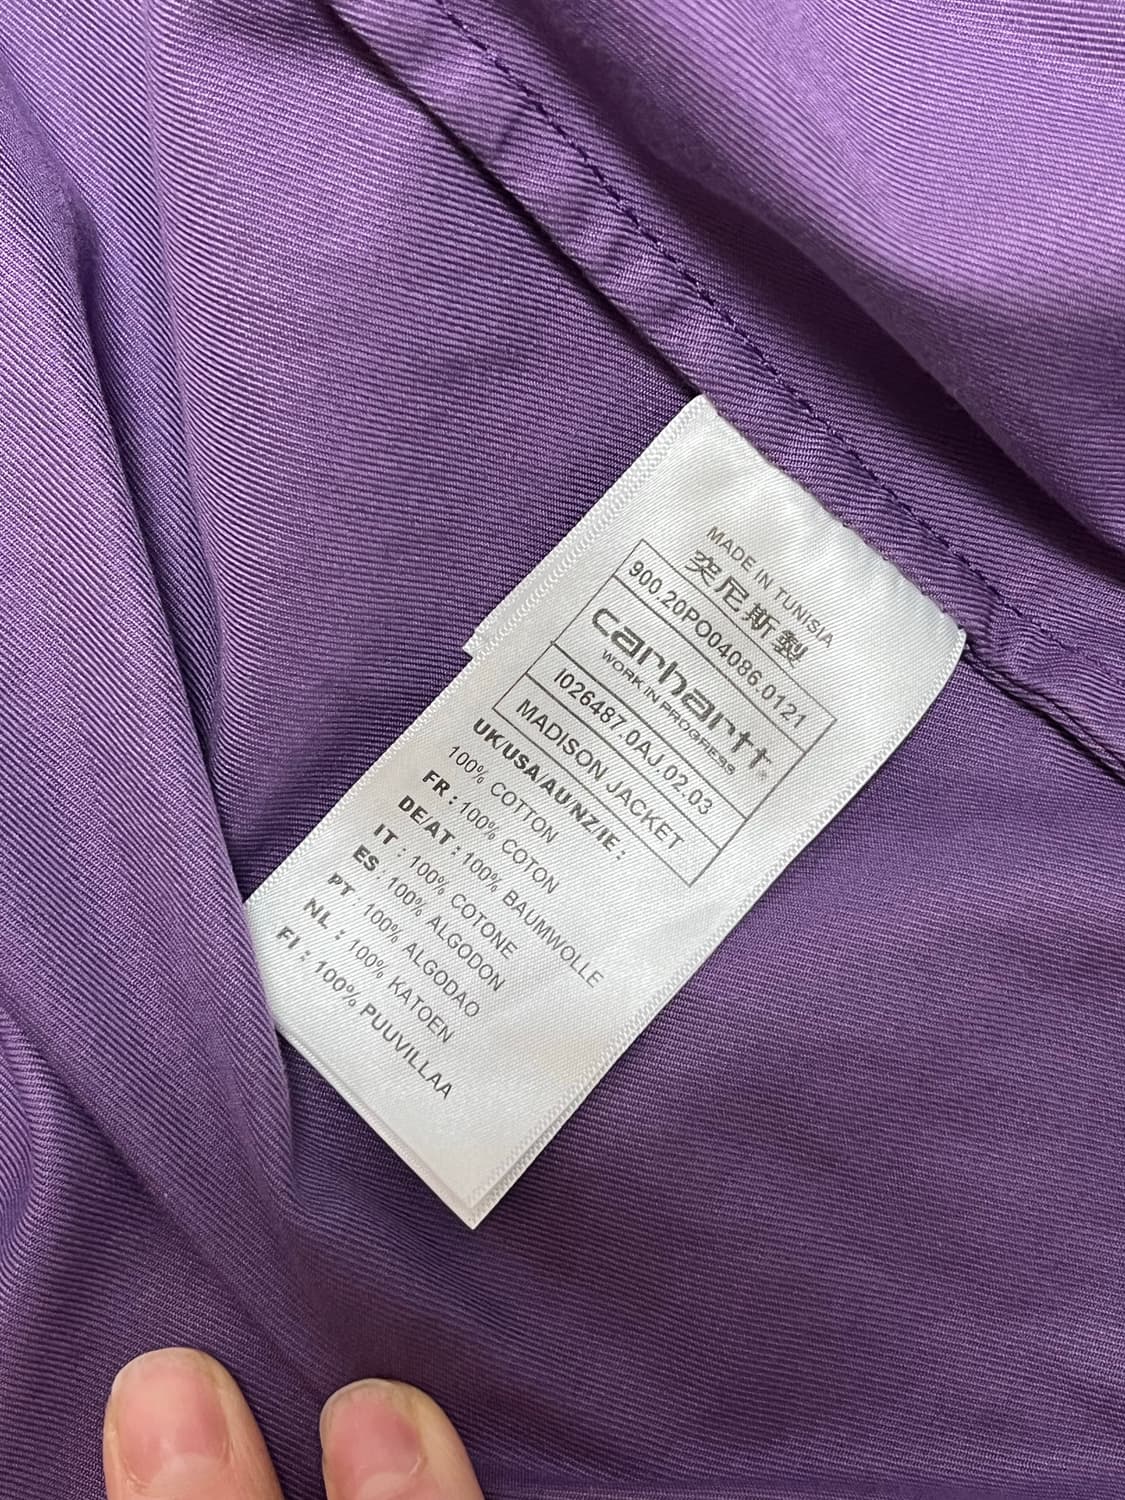 MADE IN TUNISIA
突尼斯製
900.20PO04086.0121
carhartt®
WORK IN PROGRESS
I026487.0AJ.02.03
MADISON JACKET
UK/USA/AU/NZ/IE :
100% COTTON
FR : 100% COTON
DE/AT : 100% BAUMWOLLE
IT : 100% COTONE
ES : 100% ALGODON
PT : 100% ALGODAO
NL : 100% KATOEN
FI : 100% PUUVILLAA